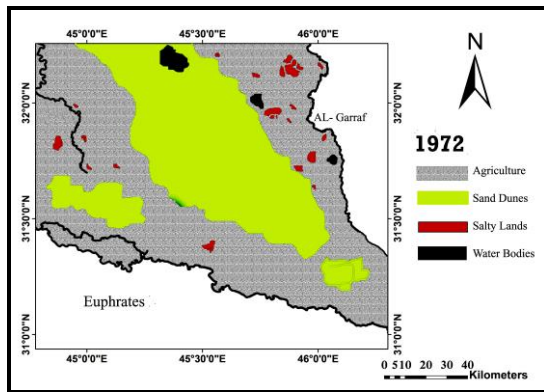 45°0'0"E 45°30'0"E 46°0'0"E
N
32°0'0"N
32°0'0"N
AL- Garraf
1972
Agriculture
Sand Dunes
31°30'0"N
31°30'0"N
Salty Lands
Water Bodies
Euphrates
31°0'0"N
31°0'0"N
45°0'0"E 45°30'0"E 46°0'0"E
0 5 10 20 30 40
Kilometers